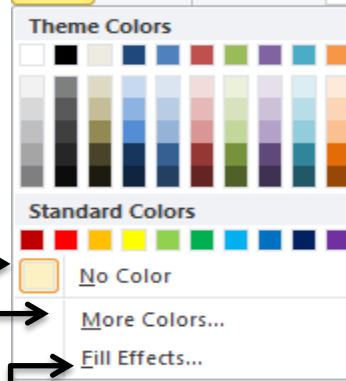 Theme Colors
Standard Colors
No Color
More Colors...
Fill Effects...